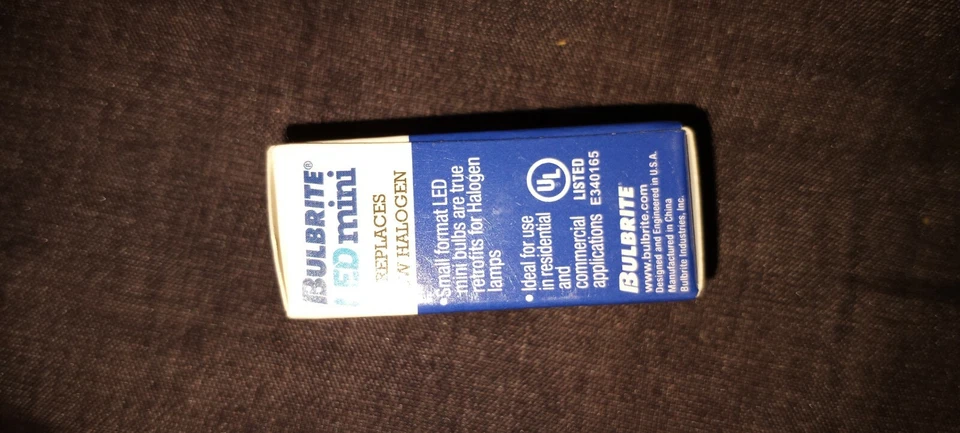 BULBRITE®
LED mini
REPLACES
W HALOGEN
• Small format LED
mini bulbs are true
retrofits for Halogen
lamps
• Ideal for use
in residential
and
commercial
applications
UL
LISTED
E340165
BULBRITE®
www.bulbrite.com
Designed and Engineered in U.S.A.
Manufactured in China
Bulbrite Industries, Inc.